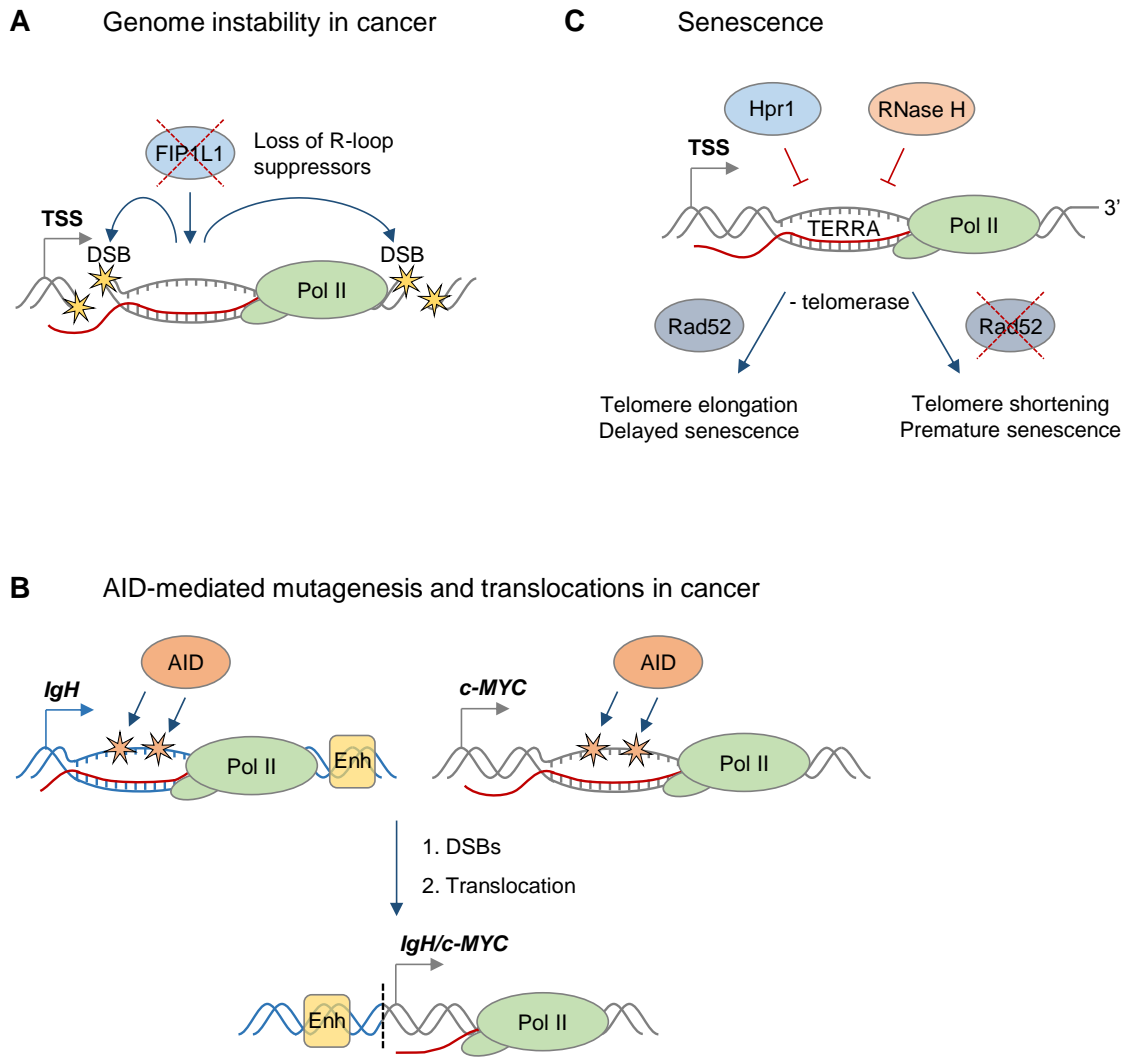 A Genome instability in cancer
FIP1L1
Loss of R-loop
suppressors
TSS
DSB
DSB
Pol II
C Senescence
Hpr1
RNase H
TSS
TERRA
Pol II
3’
- telomerase
Rad52
Rad52
Telomere elongation
Delayed senescence
Telomere shortening
Premature senescence
B AID-mediated mutagenesis and translocations in cancer
AID
IgH
Pol II
Enh
AID
c-MYC
Pol II
1. DSBs
2. Translocation
IgH/c-MYC
Enh
Pol II